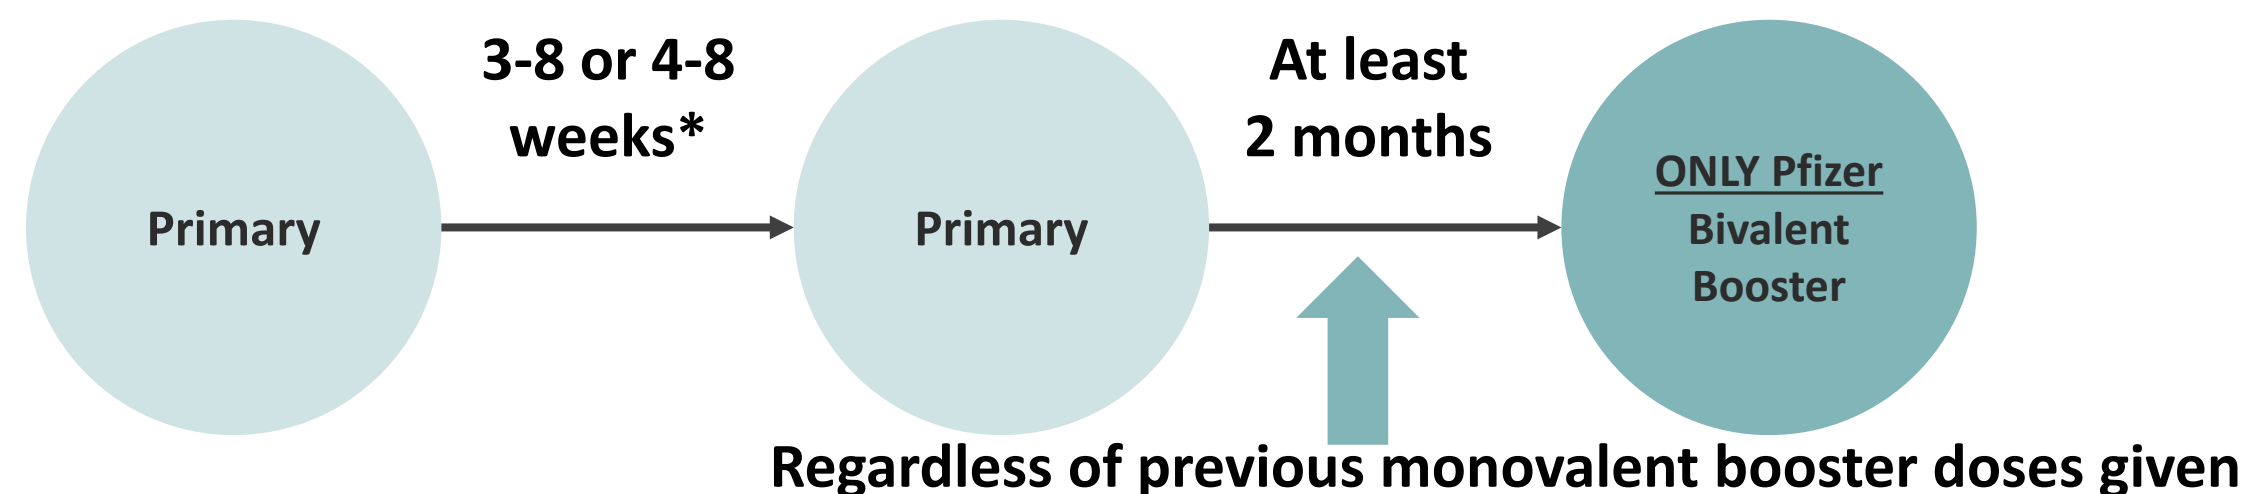 Primary
3-8 or 4-8
weeks*
Primary
At least
2 months
ONLY Pfizer
Bivalent
Booster
Regardless of previous monovalent booster doses given